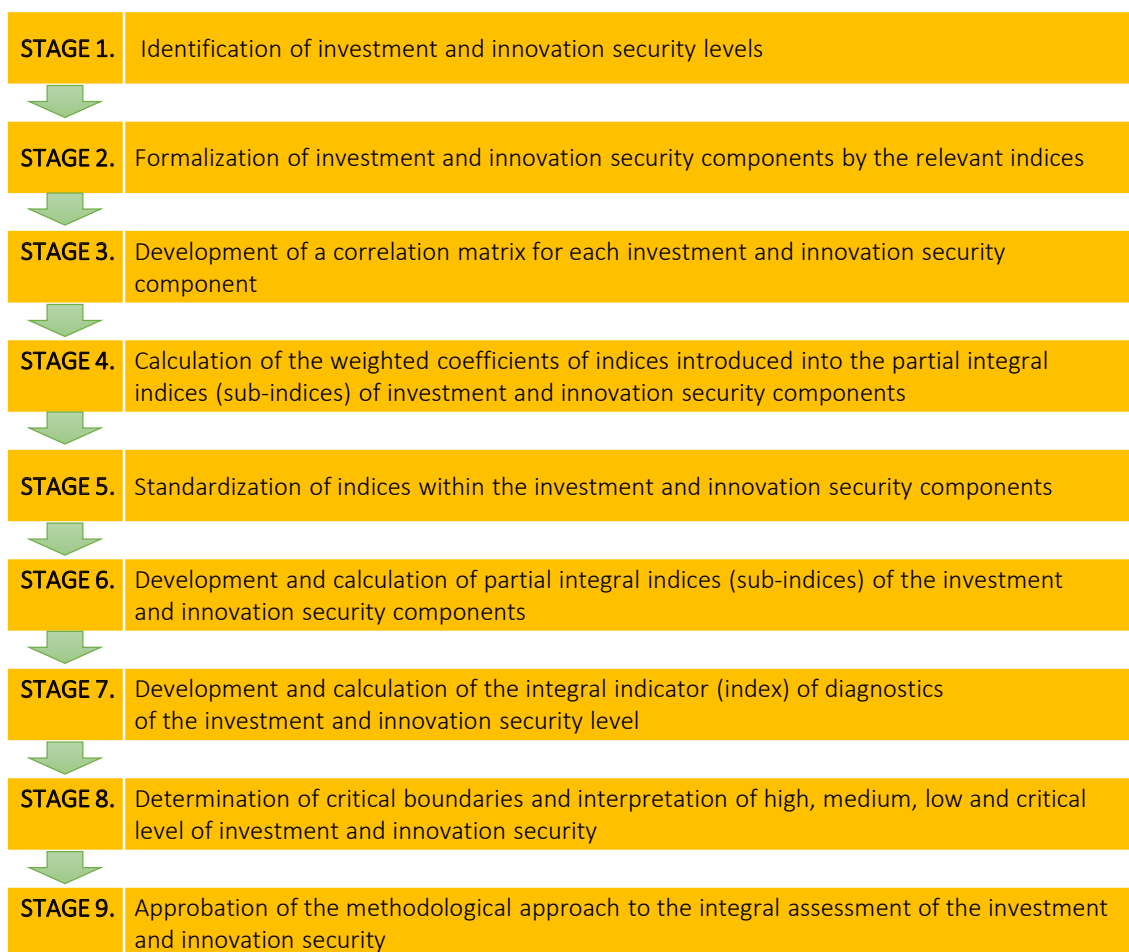 STAGE 1. Identification of investment and innovation security levels
STAGE 2. Formalization of investment and innovation security components by the relevant indices
STAGE 3. Development of a correlation matrix for each investment and innovation security
component
STAGE 4. Calculation of the weighted coefficients of indices introduced into the partial integral
indices (sub-indices) of investment and innovation security components
STAGE 5. Standardization of indices within the investment and innovation security components
STAGE 6. Development and calculation of partial integral indices (sub-indices) of the investment
and innovation security components
STAGE 7. Development and calculation of the integral indicator (index) of diagnostics
of the investment and innovation security level
STAGE 8. Determination of critical boundaries and interpretation of high, medium, low and critical
level of investment and innovation security
STAGE 9. Approbation of the methodological approach to the integral assessment of the investment
and innovation security